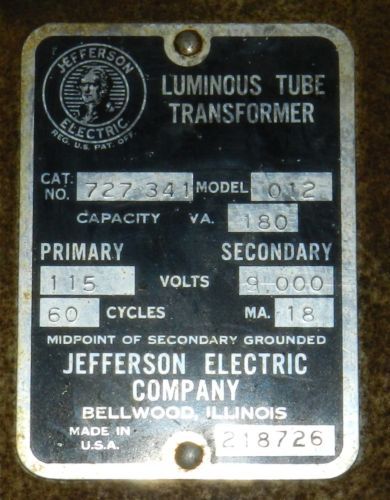 JEFFERSON
ELECTRIC
REG. U.S. PAT. OFF.
LUMINOUS TUBE
TRANSFORMER
CAT. NO. 727 341 MODEL 012
CAPACITY VA. 180
PRIMARY SECONDARY
115 VOLTS 9,000
60 CYCLES MA. 18
MIDPOINT OF SECONDARY GROUNDED
JEFFERSON ELECTRIC
COMPANY
BELLWOOD, ILLINOIS
MADE IN
U.S.A. 218726